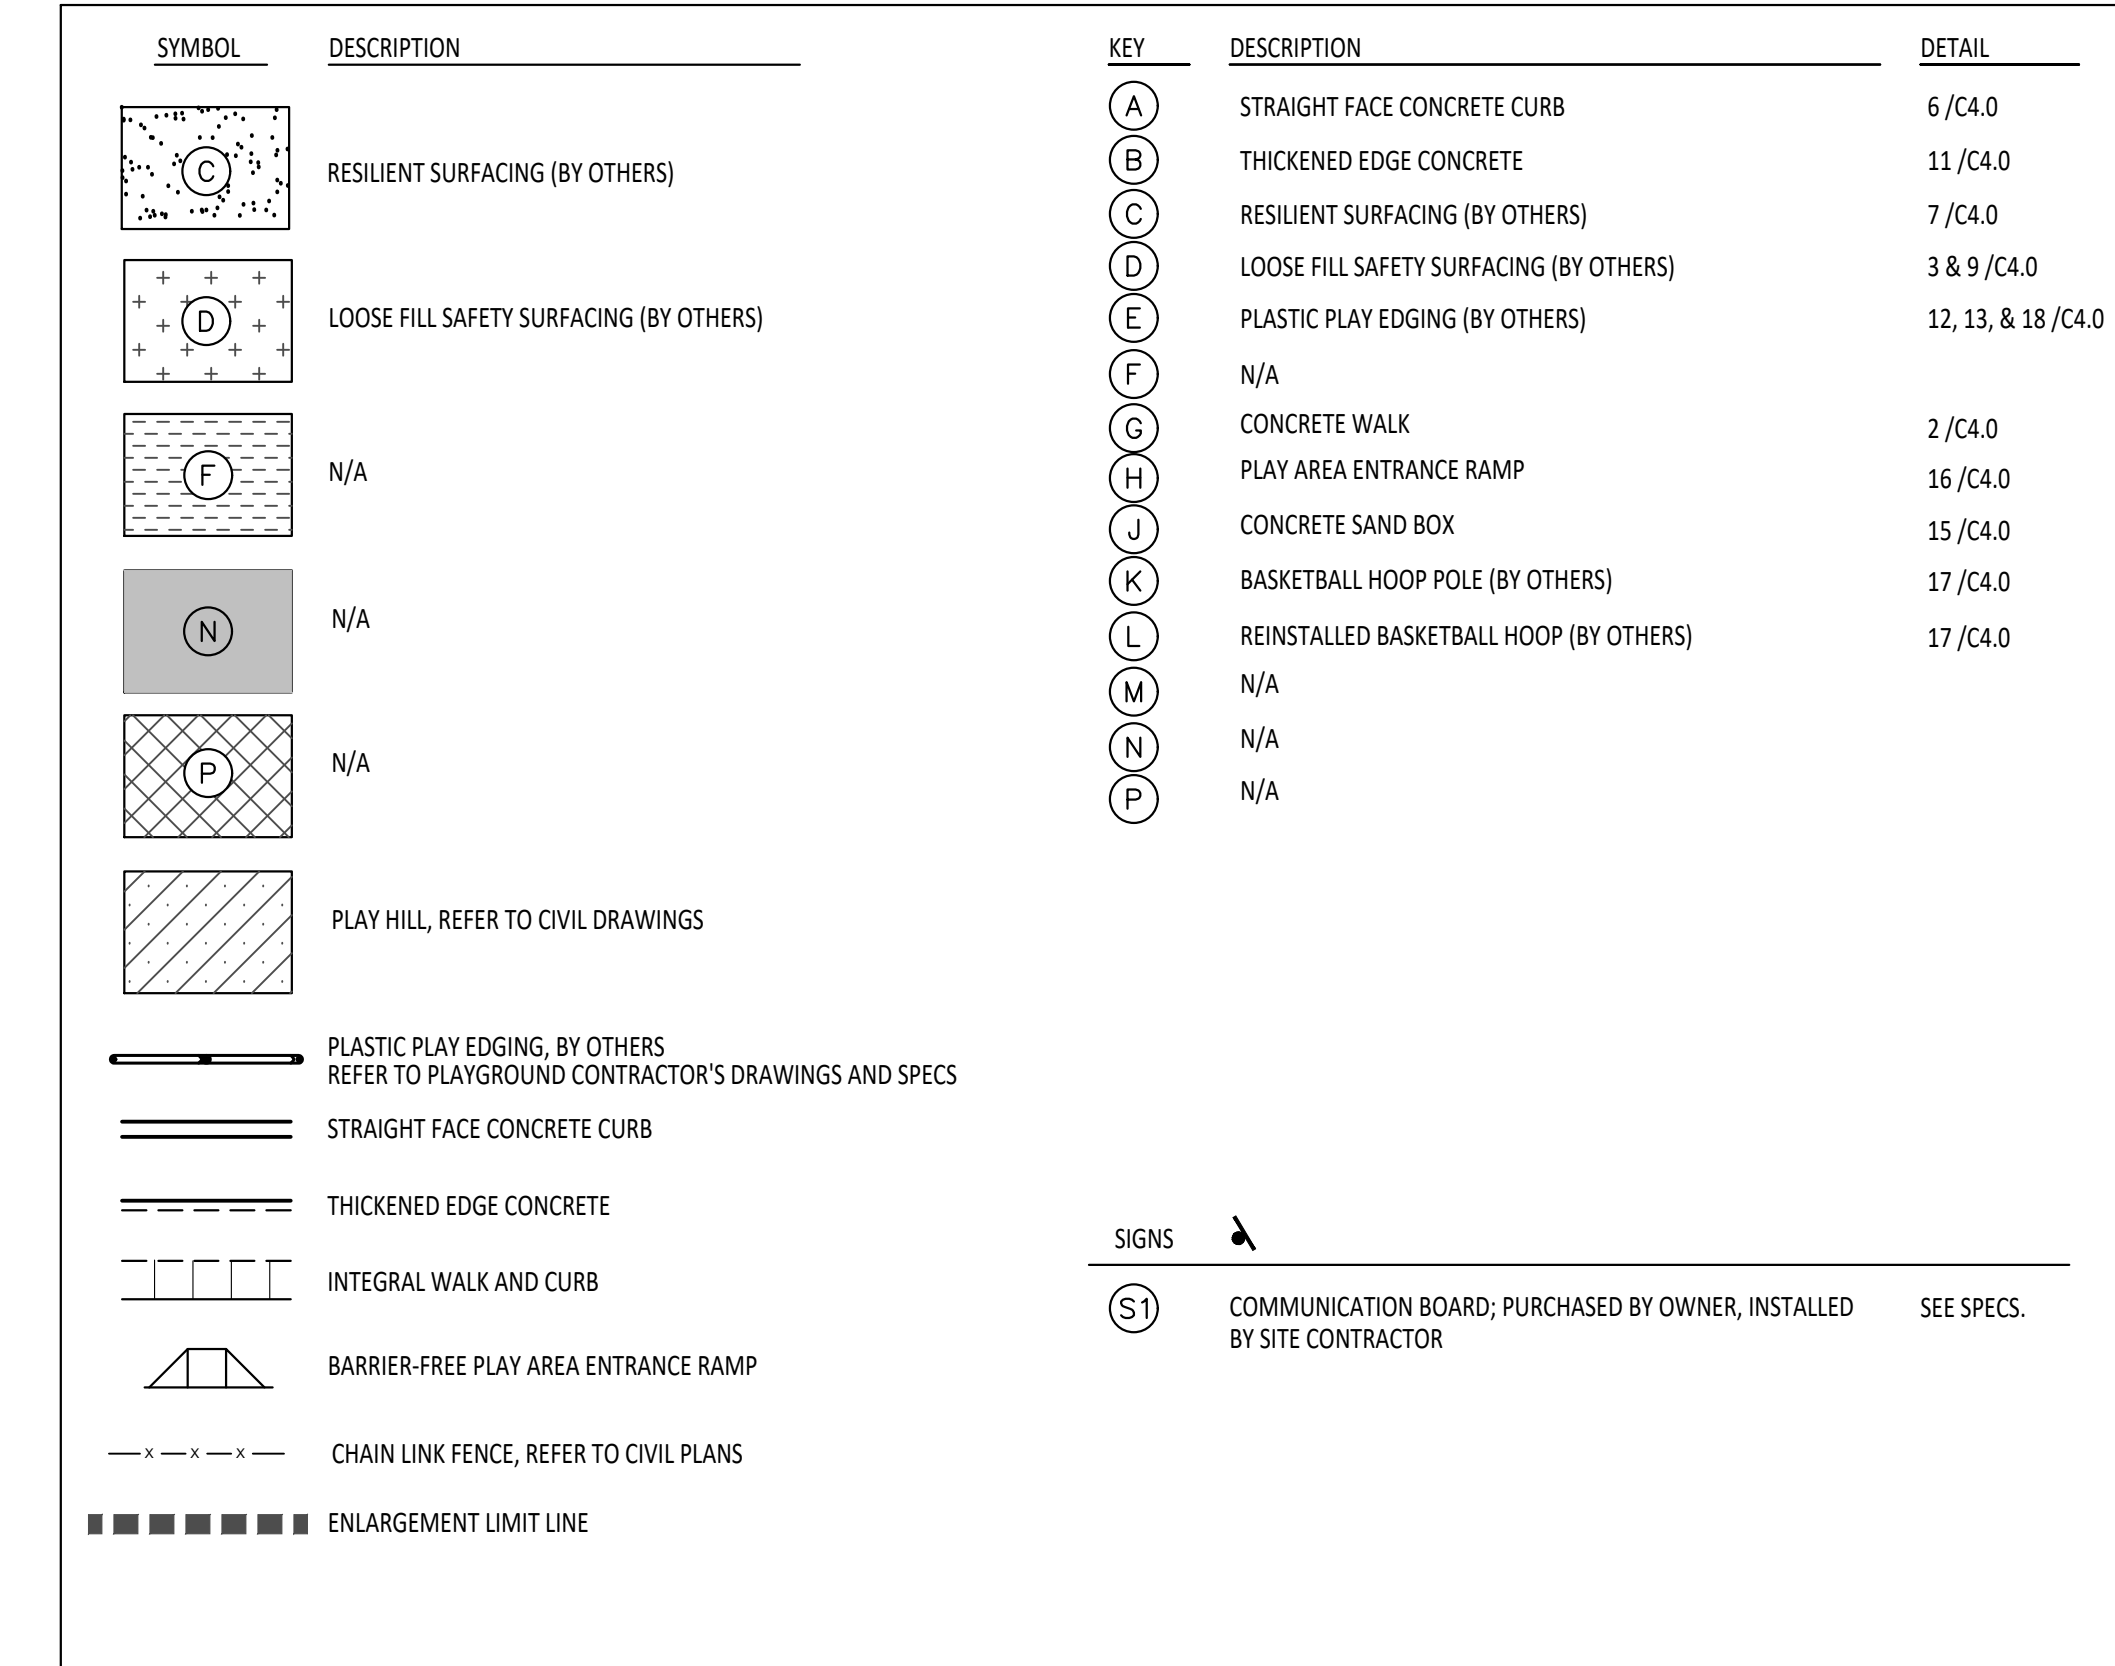 SYMBOL DESCRIPTION
C RESILIENT SURFACING (BY OTHERS)
D LOOSE FILL SAFETY SURFACING (BY OTHERS)
F N/A
N N/A
P N/A
PLAY HILL, REFER TO CIVIL DRAWINGS
PLASTIC PLAY EDGING, BY OTHERS
REFER TO PLAYGROUND CONTRACTOR'S DRAWINGS AND SPECS
STRAIGHT FACE CONCRETE CURB
THICKENED EDGE CONCRETE
INTEGRAL WALK AND CURB
BARRIER-FREE PLAY AREA ENTRANCE RAMP
x x x CHAIN LINK FENCE, REFER TO CIVIL PLANS
ENLARGEMENT LIMIT LINE
KEY DESCRIPTION DETAIL
A STRAIGHT FACE CONCRETE CURB 6 /C4.0
B THICKENED EDGE CONCRETE 11 /C4.0
C RESILIENT SURFACING (BY OTHERS) 7 /C4.0
D LOOSE FILL SAFETY SURFACING (BY OTHERS) 3 & 9 /C4.0
E PLASTIC PLAY EDGING (BY OTHERS) 12, 13, & 18 /C4.0
F N/A
G CONCRETE WALK 2 /C4.0
H PLAY AREA ENTRANCE RAMP 16 /C4.0
J CONCRETE SAND BOX 15 /C4.0
K BASKETBALL HOOP POLE (BY OTHERS) 17 /C4.0
L REINSTALLED BASKETBALL HOOP (BY OTHERS) 17 /C4.0
M N/A
N N/A
P N/A
SIGNS
S1 COMMUNICATION BOARD; PURCHASED BY OWNER, INSTALLED SEE SPECS.
BY SITE CONTRACTOR